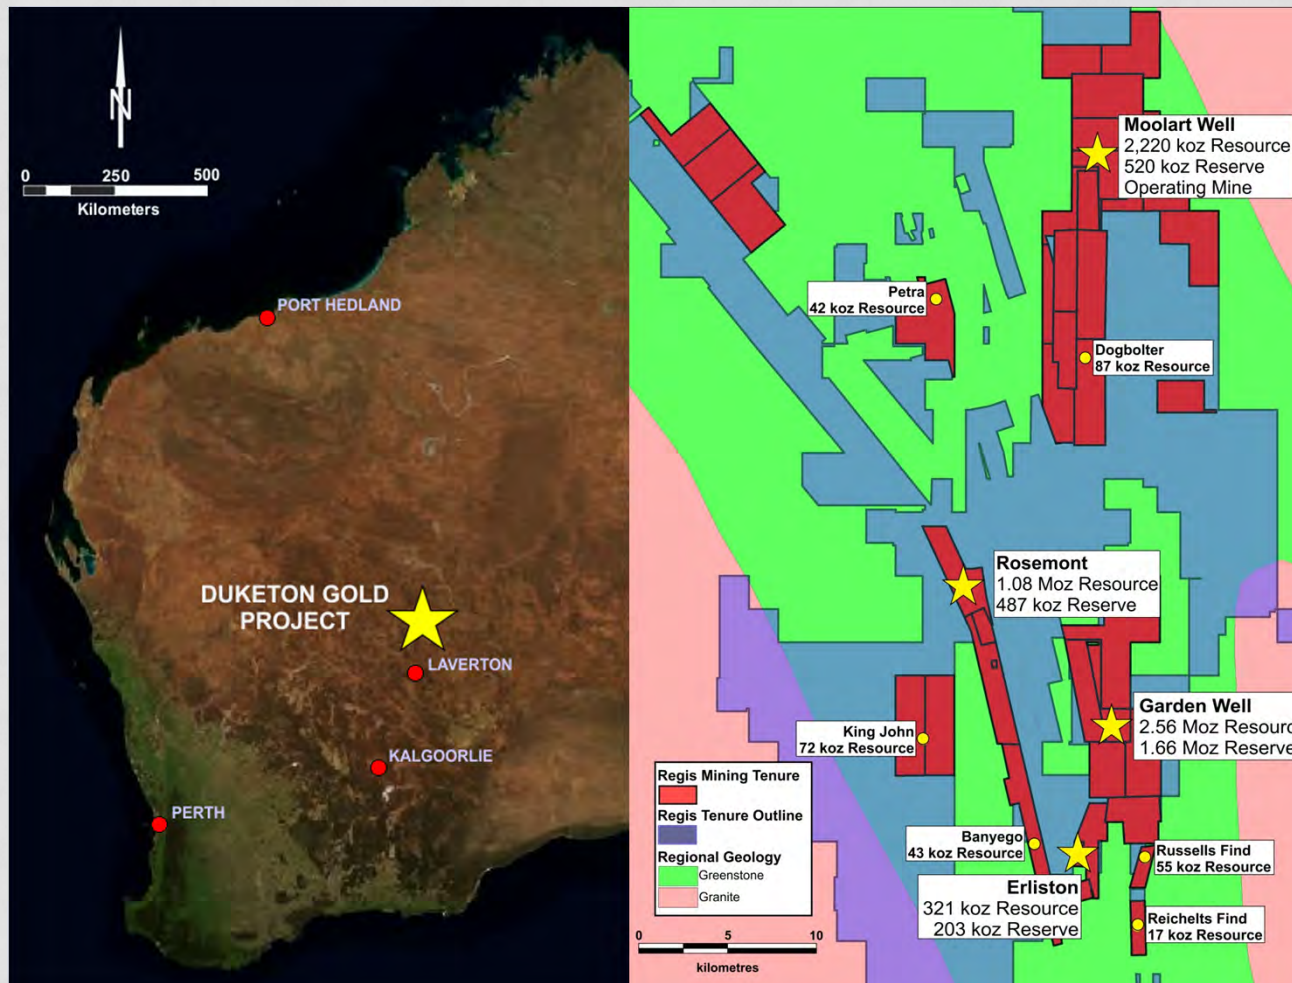 N
0 250 500
Kilometers
PORT HEDLAND
DUKETON GOLD
PROJECT
LAVERTON
KALGOORLIE
PERTH
Moolart Well
2,220 koz Resource
520 koz Reserve
Operating Mine
Petra
42 koz Resource
Dogbolter
87 koz Resource
Rosemont
1.08 Moz Resource
487 koz Reserve
Garden Well
2.56 Moz Resourc
1.66 Moz Reserve
King John
72 koz Resource
Regis Mining Tenure
Regis Tenure Outline
Regional Geology
Greenstone
Granite
Banyego
43 koz Resource
Russells Find
55 koz Resource
Erliston
321 koz Resource
203 koz Reserve
Reichelts Find
17 koz Resource
0 5 10
kilometres